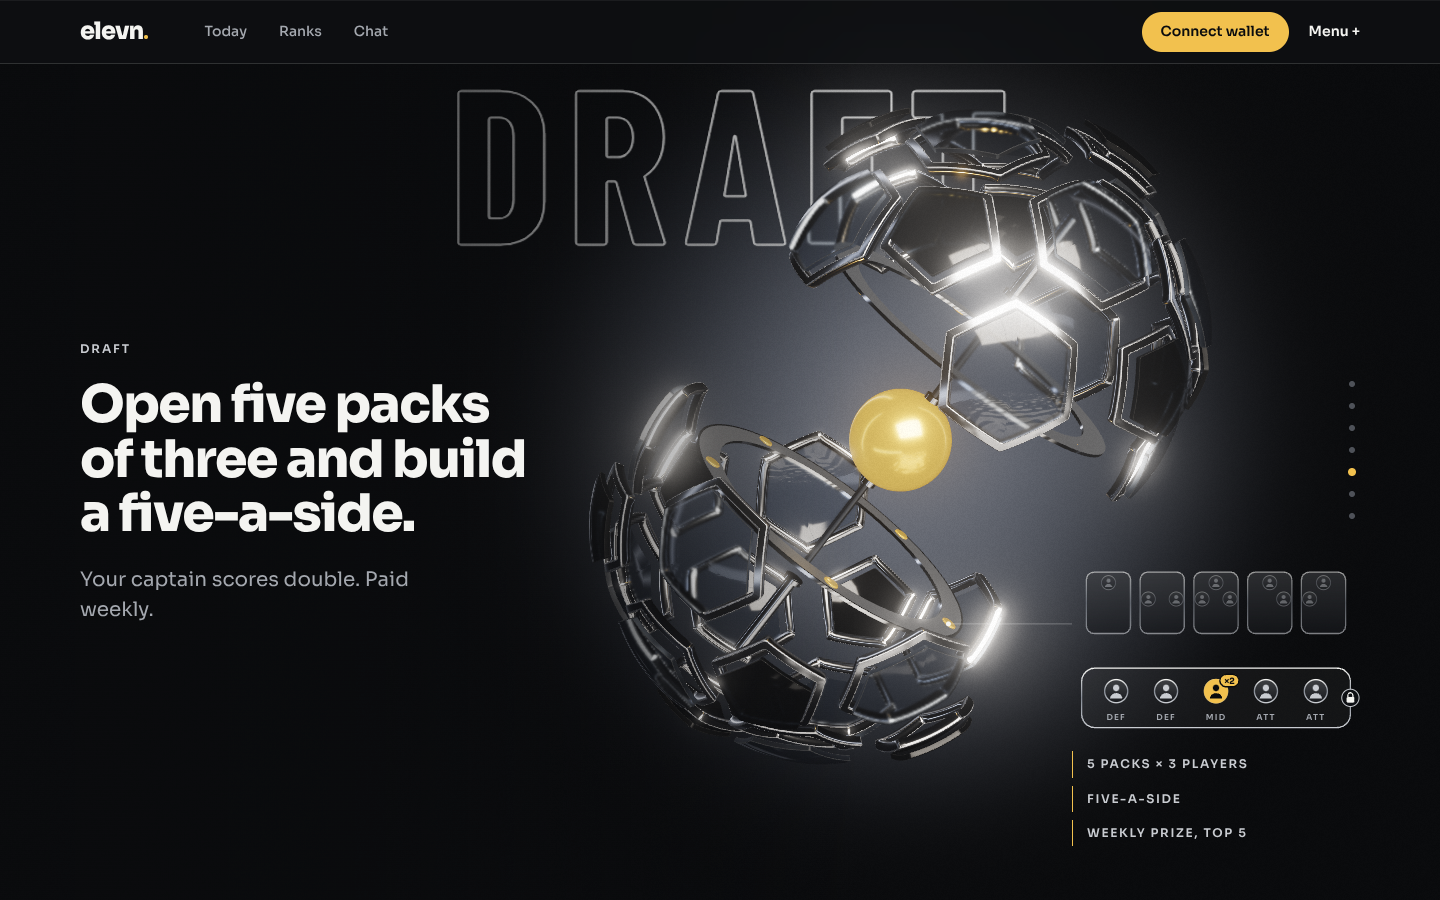 elevn.
Today
Ranks
Chat
Connect wallet
Menu +
DRAFT
DRAFT
Open five packs
of three and build
a five-a-side.
Your captain scores double. Paid
weekly.
×2
DEF
DEF
MID
ATT
ATT
5 PACKS × 3 PLAYERS
FIVE-A-SIDE
WEEKLY PRIZE, TOP 5